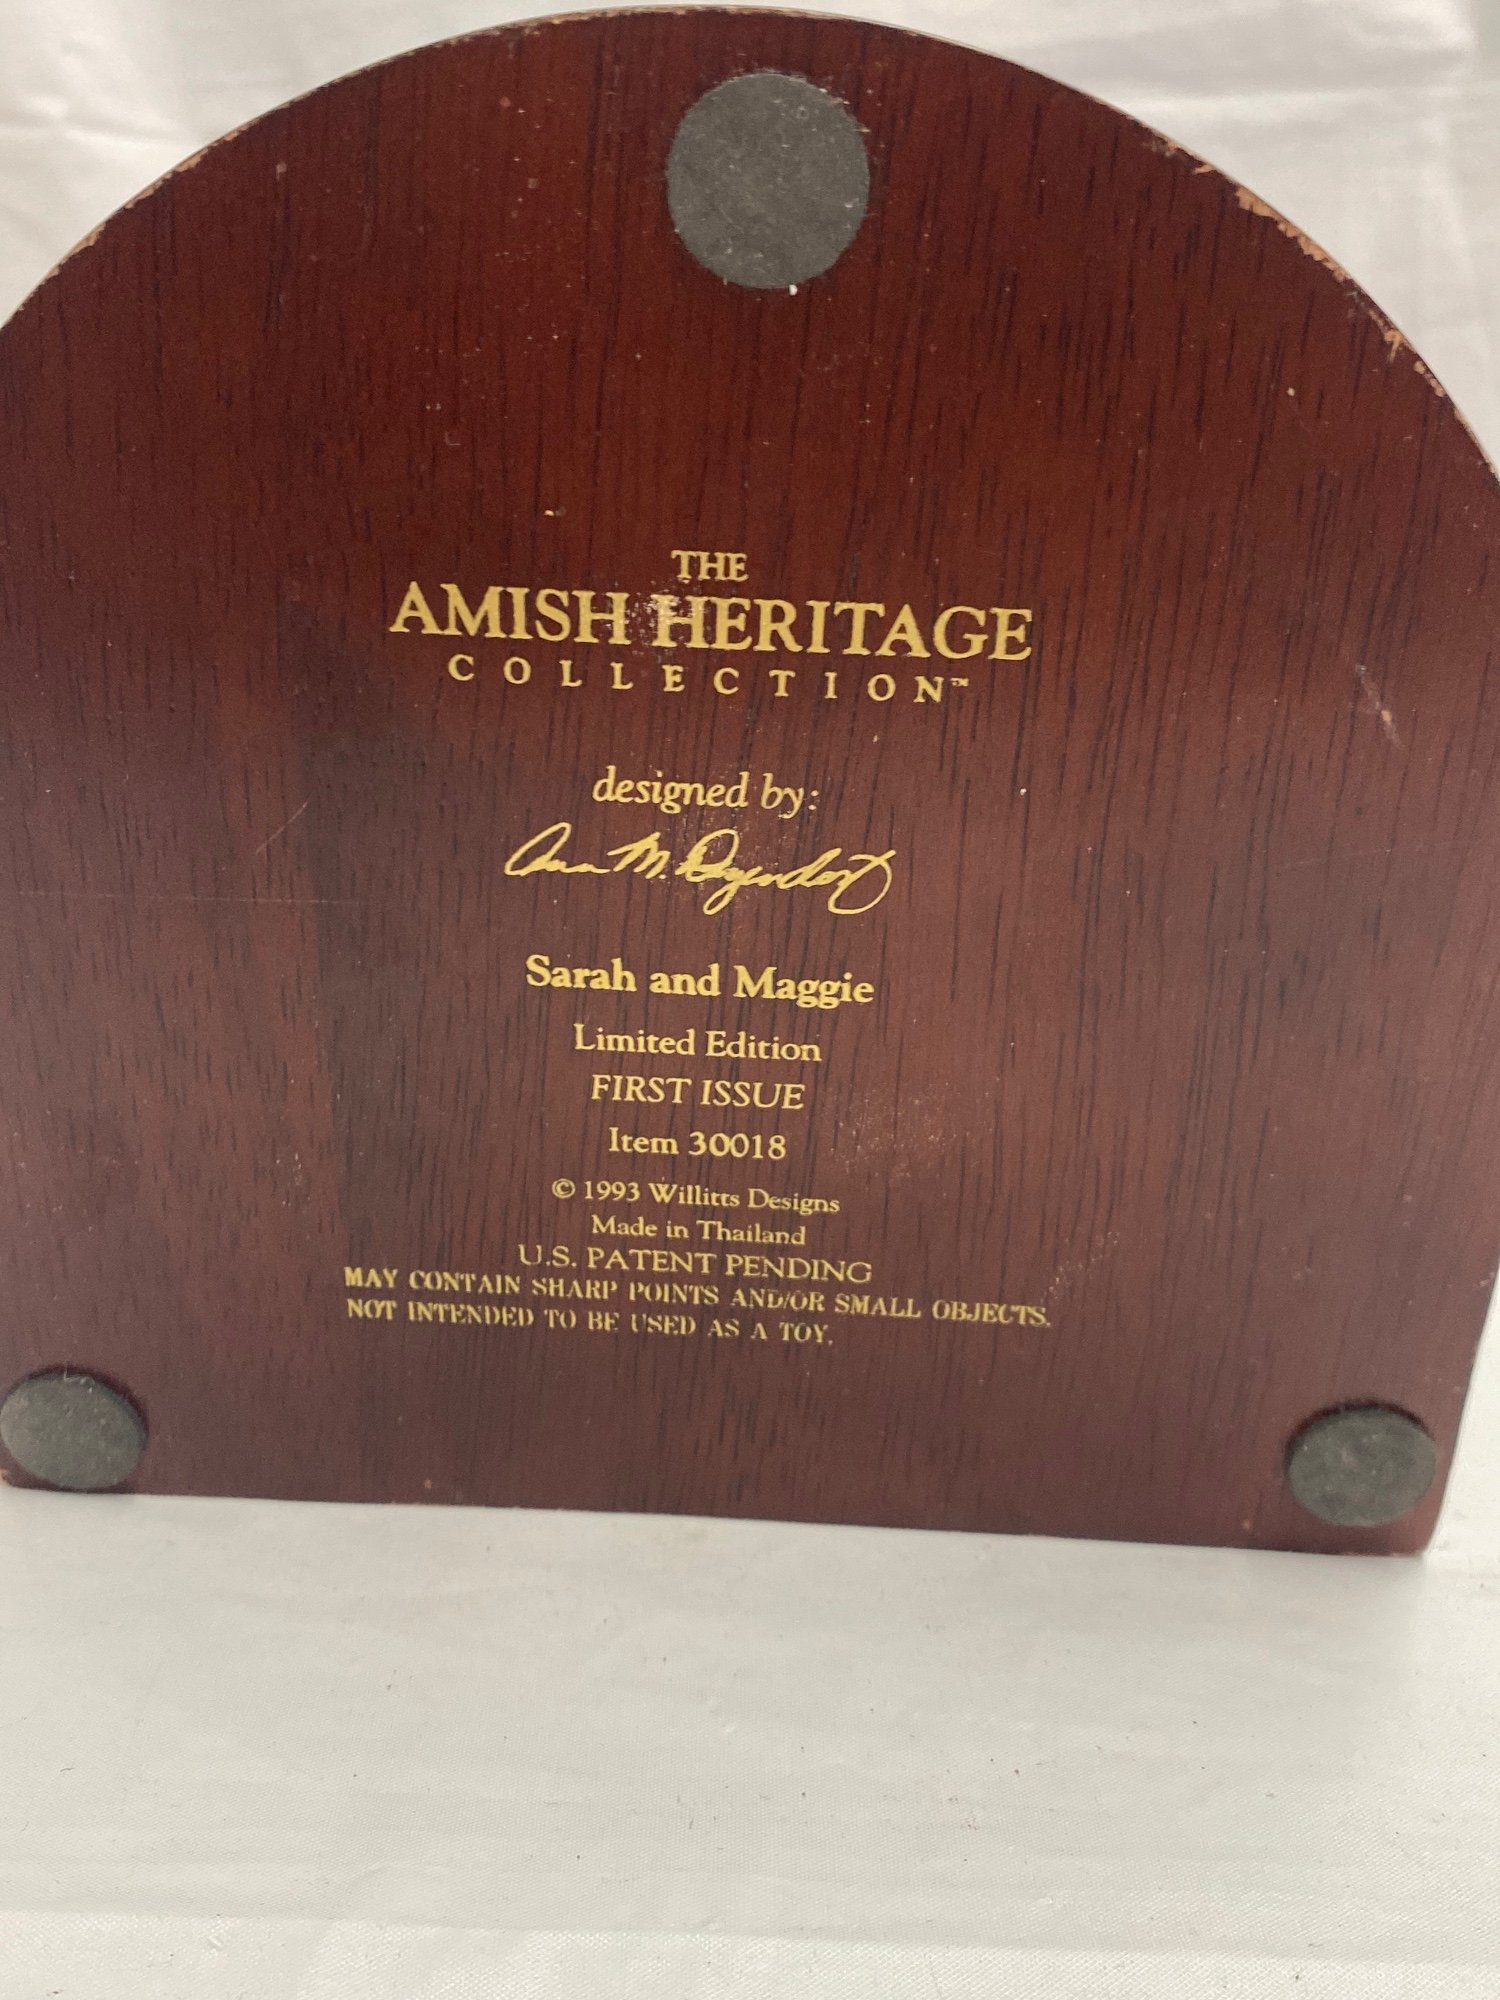 THE
AMISH HERITAGE
COLLECTION™
designed by:
Ann M. Dezendorf
Sarah and Maggie
Limited Edition
FIRST ISSUE
Item 30018
© 1993 Willitts Designs
Made in Thailand
U.S. PATENT PENDING
MAY CONTAIN SHARP POINTS AND/OR SMALL OBJECTS.
NOT INTENDED TO BE USED AS A TOY.